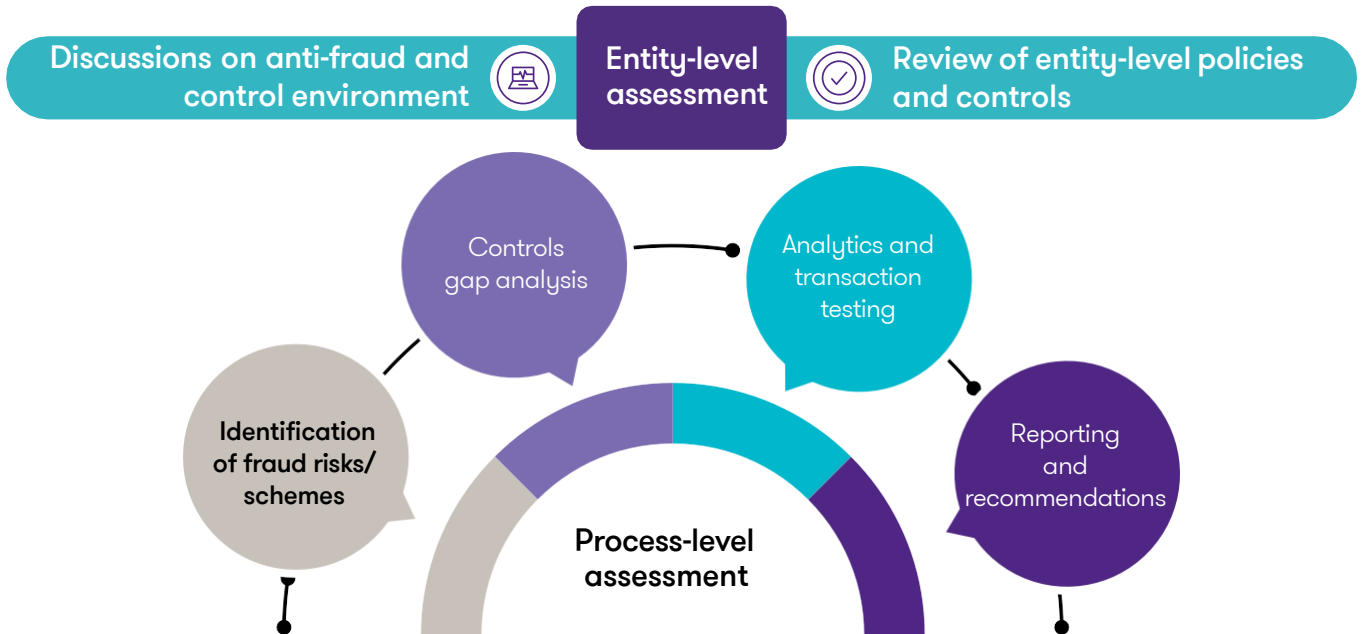 Discussions on anti-fraud and
control environment
Entity-level
assessment
Review of entity-level policies
and controls
Controls
gap analysis
Analytics and
transaction
testing
Identification
of fraud risks/
schemes
Reporting
and
recommendations
Process-level
assessment